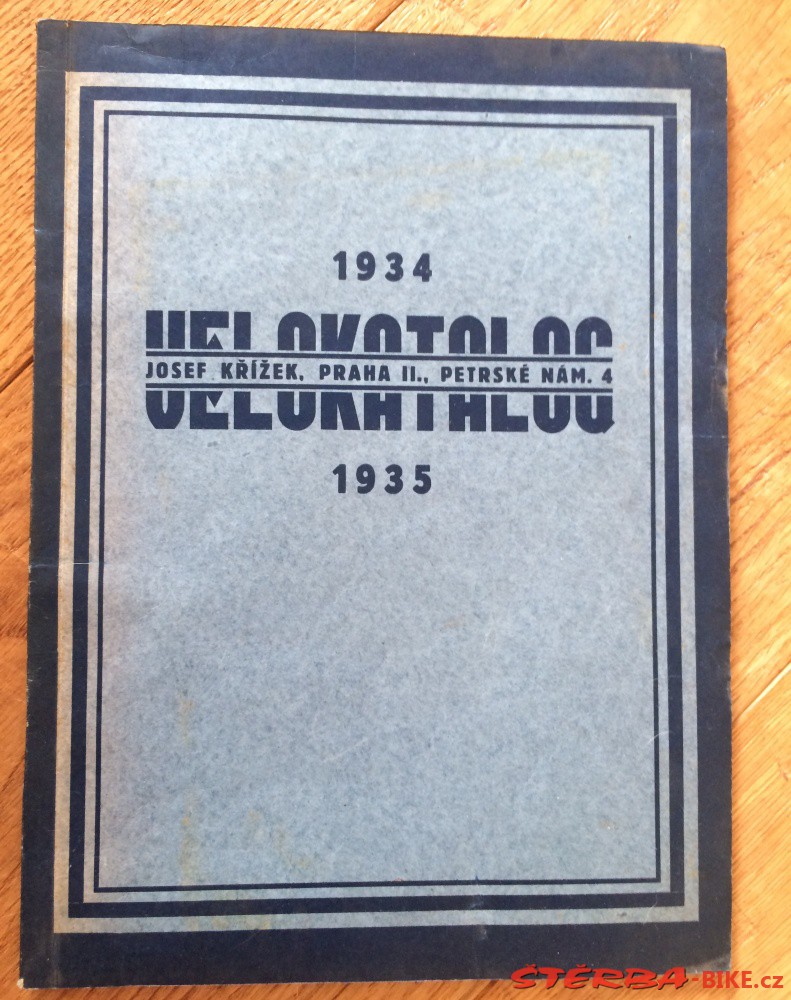 1934
VELOKATALOG
JOSEF KŘÍŽEK, PRAHA II., PETRSKÉ NÁM. 4
1935
ŠTĚRBA-BIKE.cz